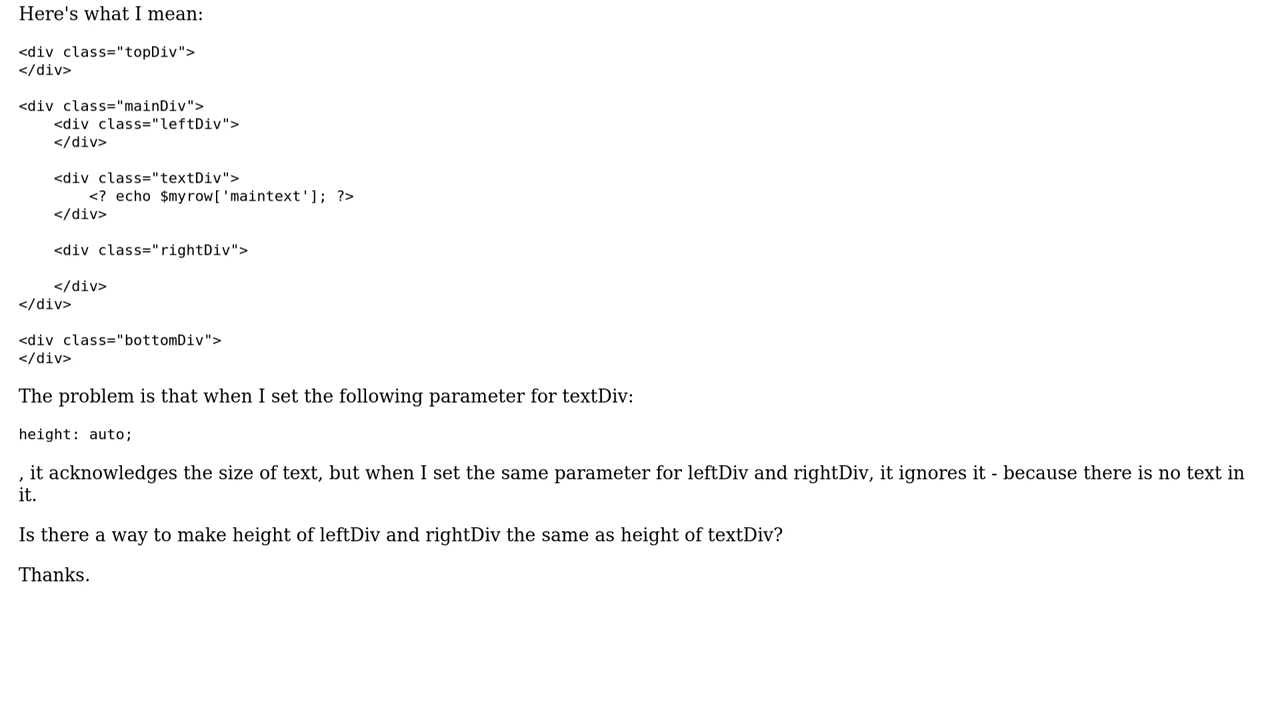 Here's what I mean:
<div class="topDiv">
</div>
<div class="mainDiv">
    <div class="leftDiv">
    </div>
    <div class="textDiv">
        <? echo $myrow['maintext']; ?>
    </div>
    <div class="rightDiv">
    </div>
</div>
<div class="bottomDiv">
</div>
The problem is that when I set the following parameter for textDiv:
height: auto;
, it acknowledges the size of text, but when I set the same parameter for leftDiv and rightDiv, it ignores it - because there is no text in
it.
Is there a way to make height of leftDiv and rightDiv the same as height of textDiv?
Thanks.